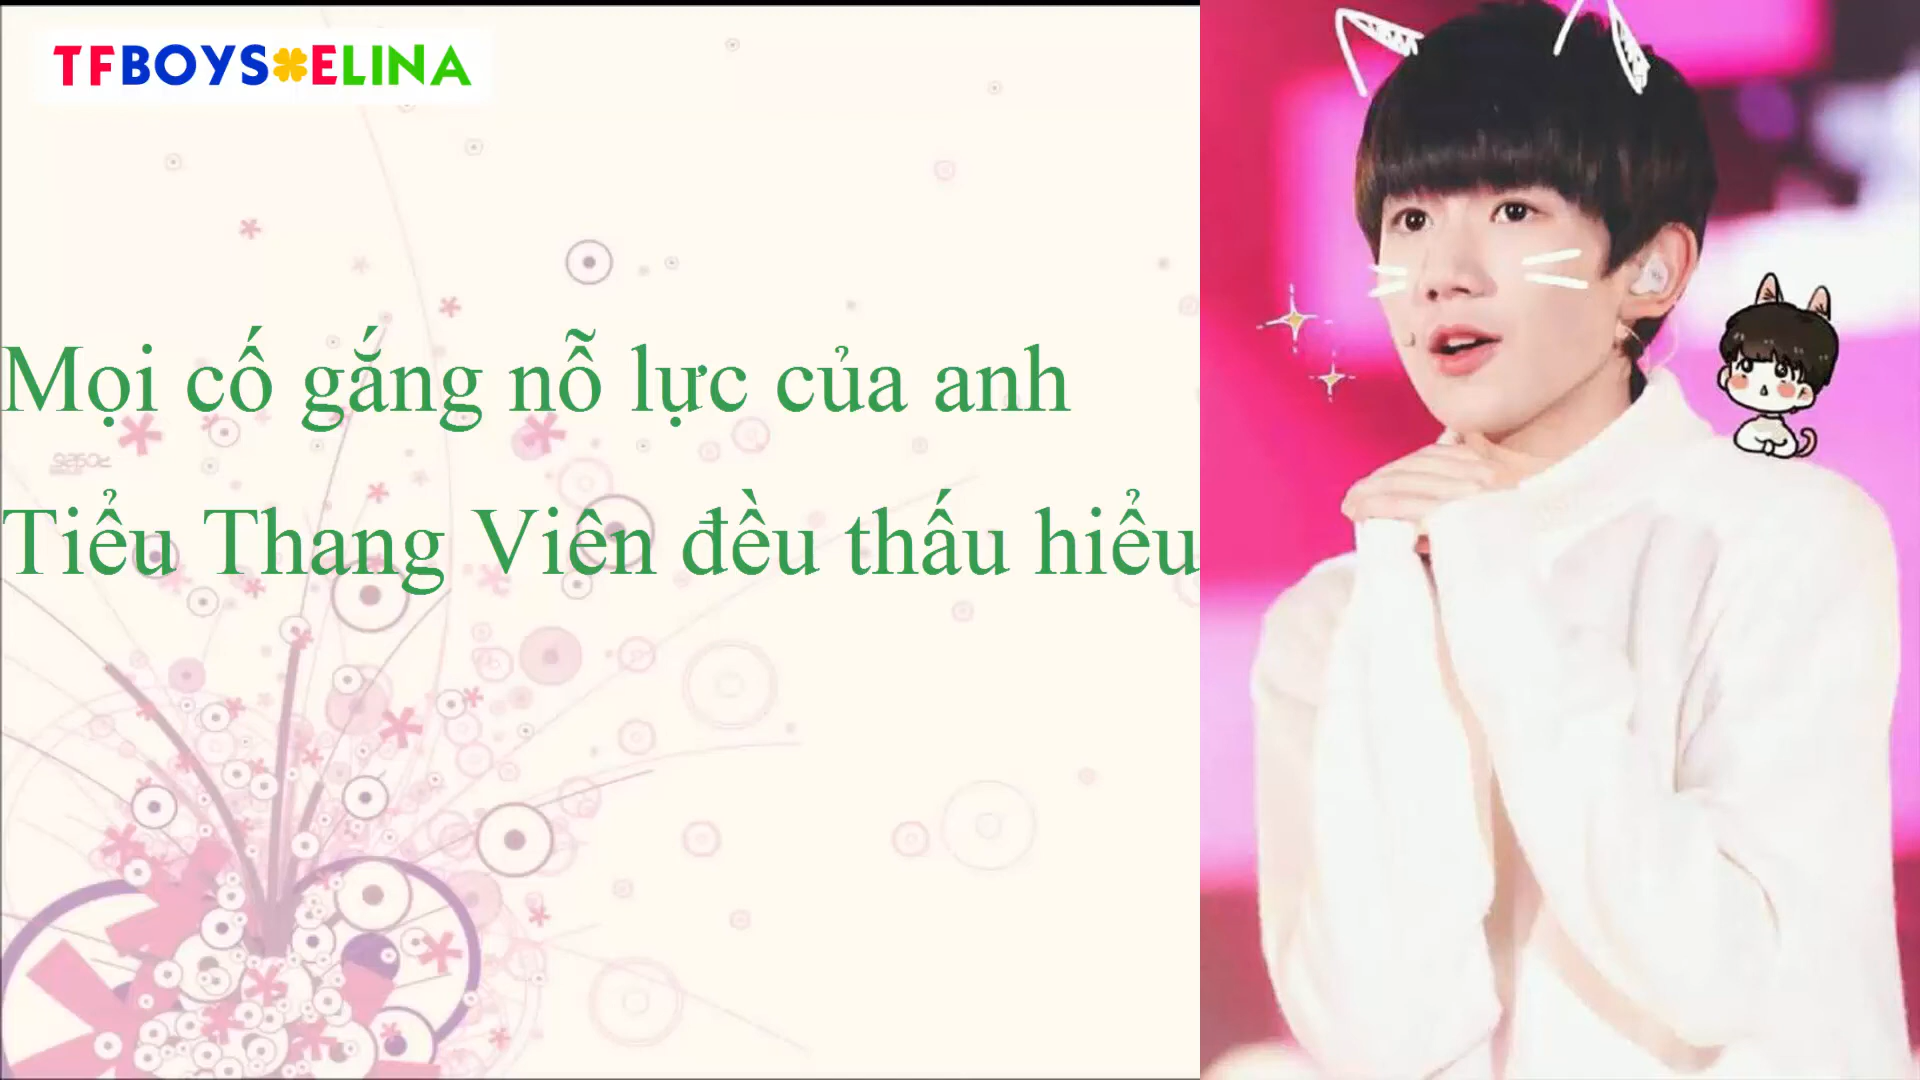 TFBOYS ELINA
Mọi cố gắng nỗ lực của anh
Tiểu Thang Viên đều thấu hiểu